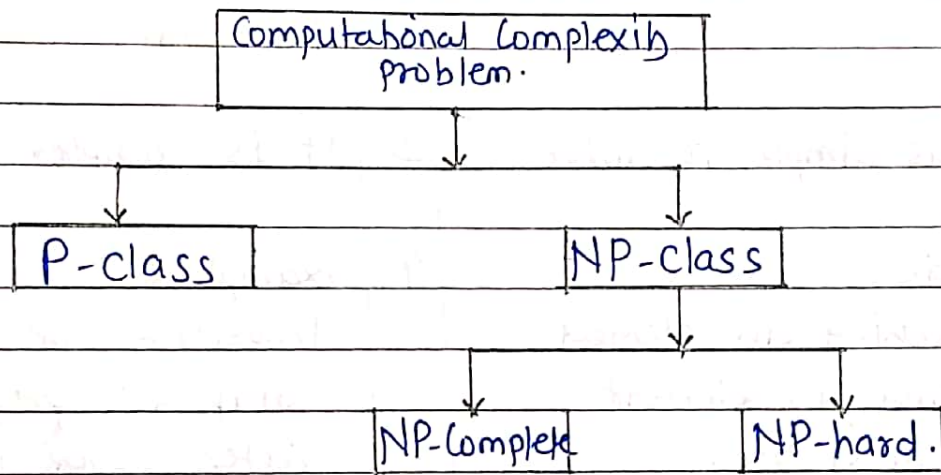 Computational Complexity
problem.
P-class
NP-class
NP-Complete
NP-hard.